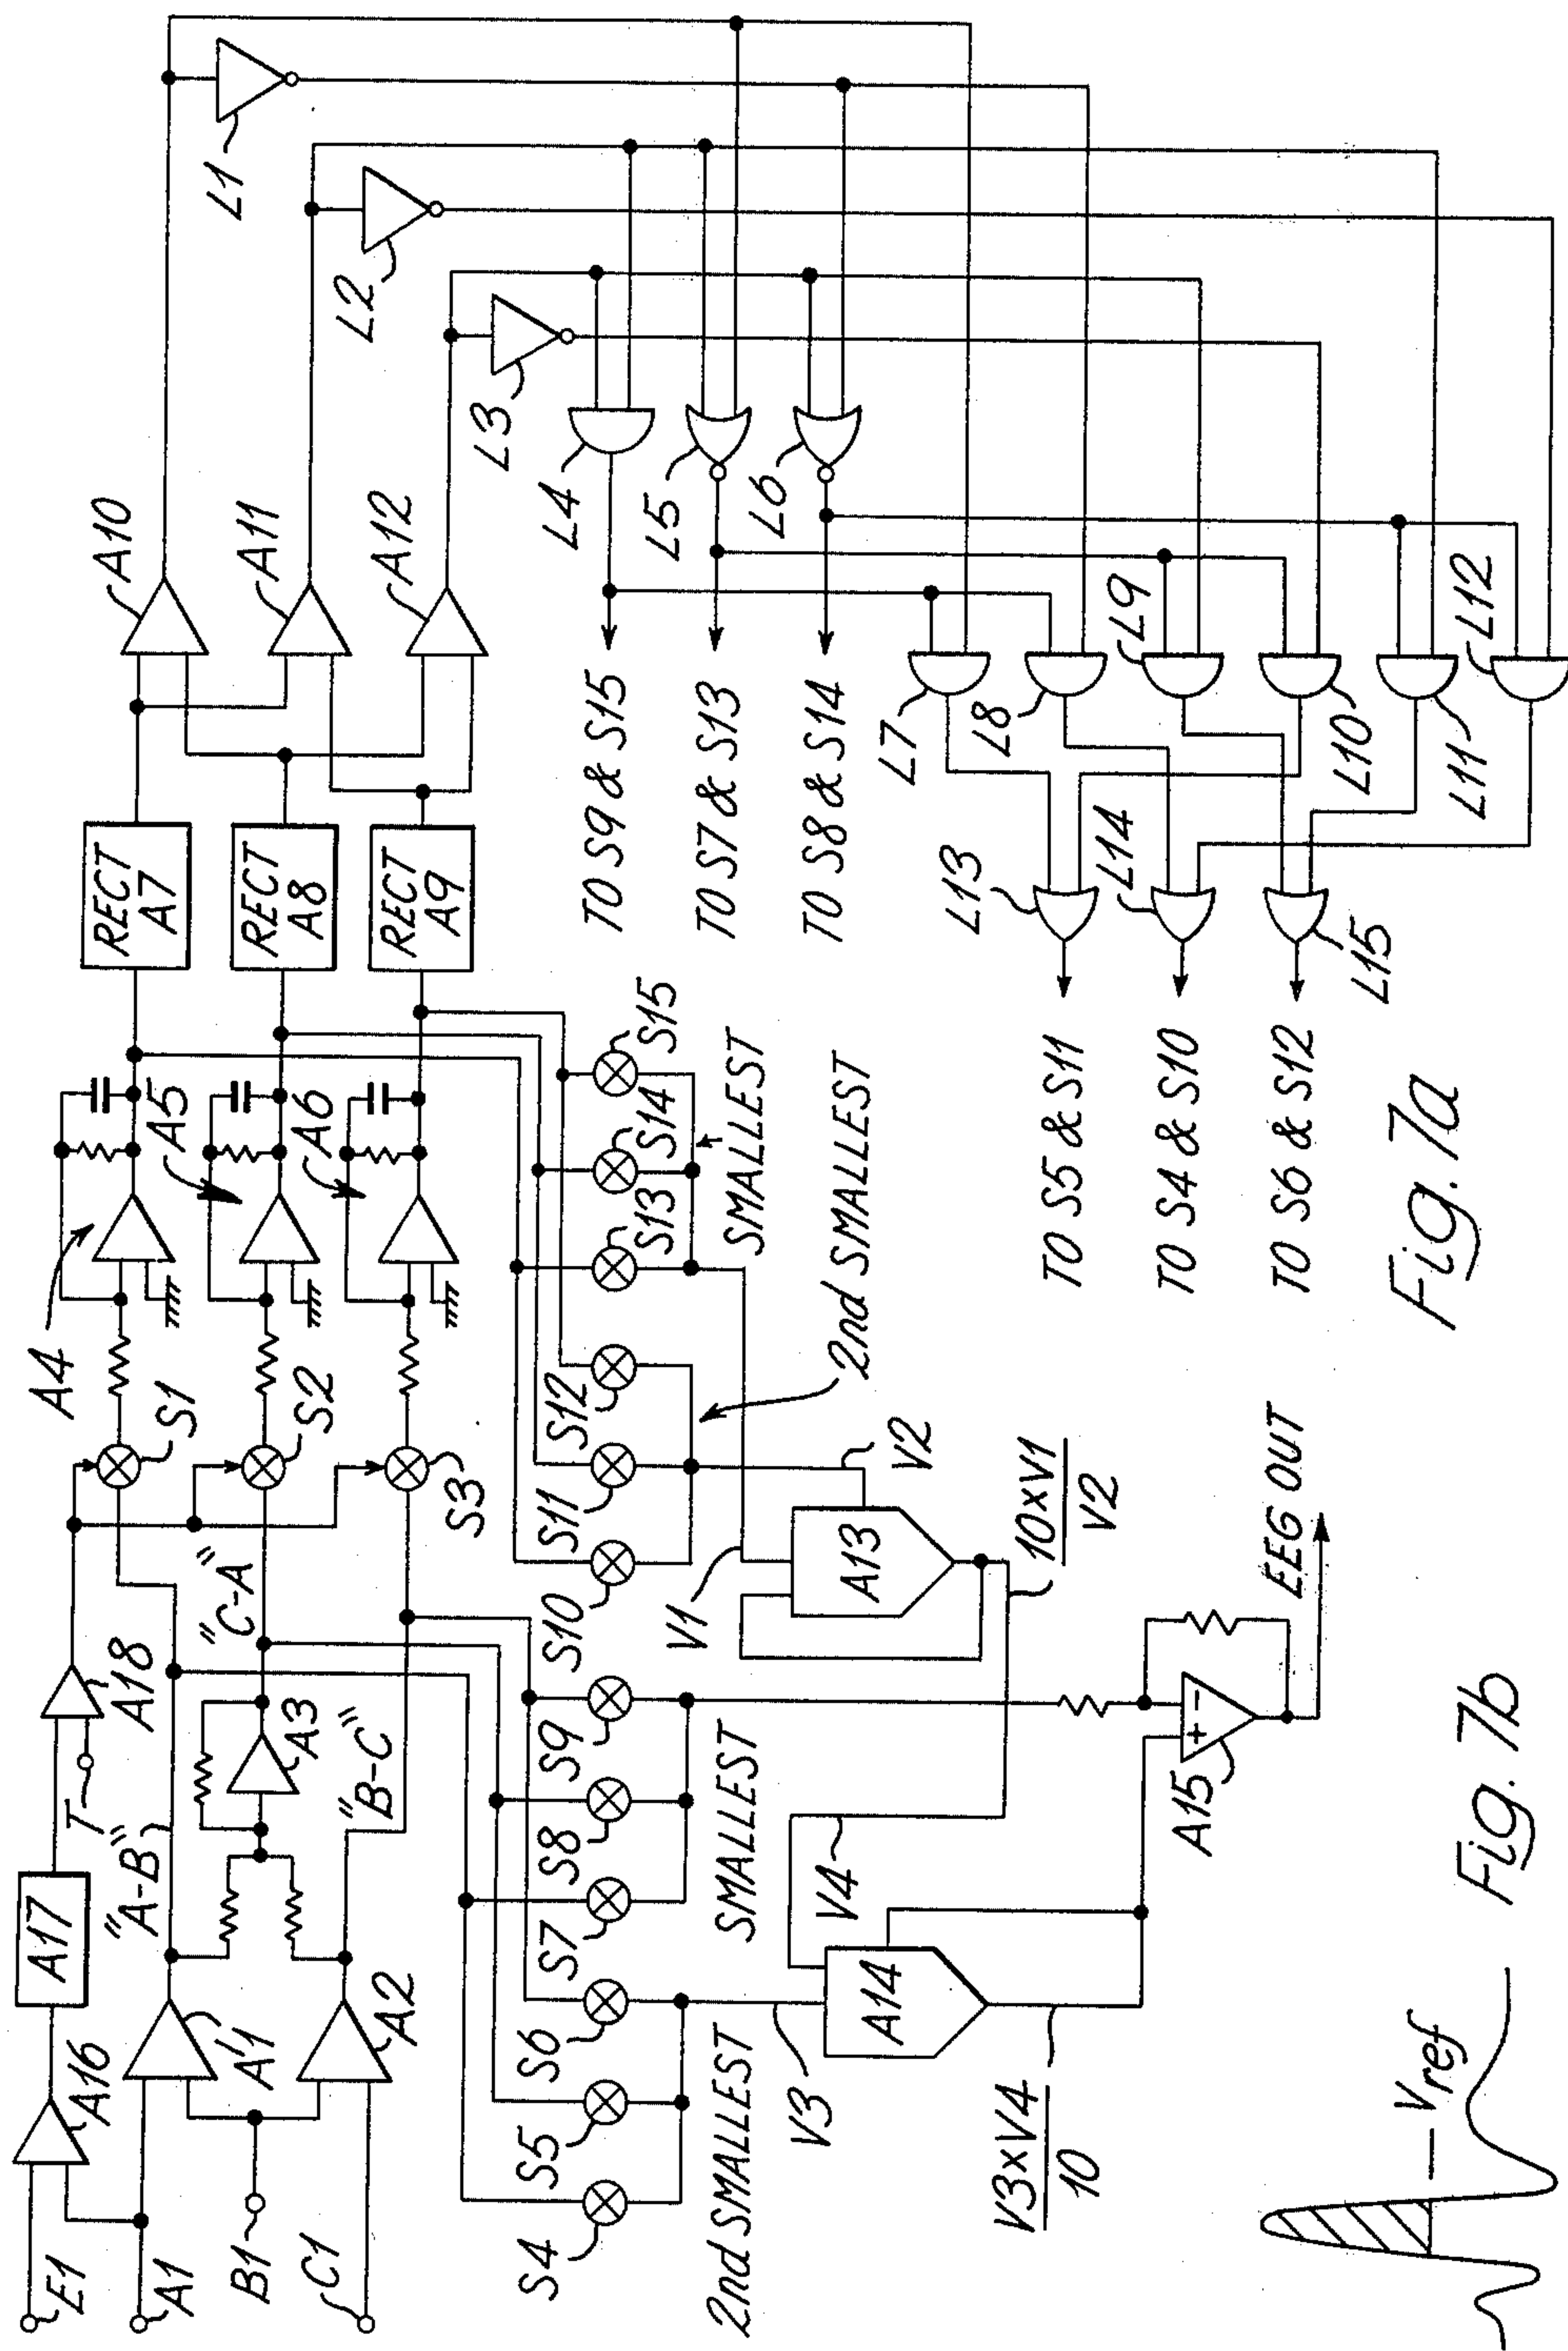 E1
A16
A17
T
A18
A4
S1
RECT
A7
A10
L1
A1
A1
"A-B"
"C-A"
S2
A5
RECT
A8
A11
L2
B1
A3
C1
A2
"B-C"
S3
A6
RECT
A9
A12
L3
S4
S5
S6
S7
S8
S9
S10
S11
S12
S13
S14
S15
L4
L5
L6
2nd SMALLEST
SMALLEST
SMALLEST
2nd SMALLEST
TO S9 & S15
TO S7 & S13
TO S8 & S14
V3
V4
V1
V2
A13
10xV1
V2
A14
V3xV4
10
A15
+
-
EEG OUT
L7
L8
L9
L10
L11
L12
L13
L14
L15
TO S5 & S11
TO S4 & S10
TO S6 & S12
Vref
Fig. 7b
Fig. 7a